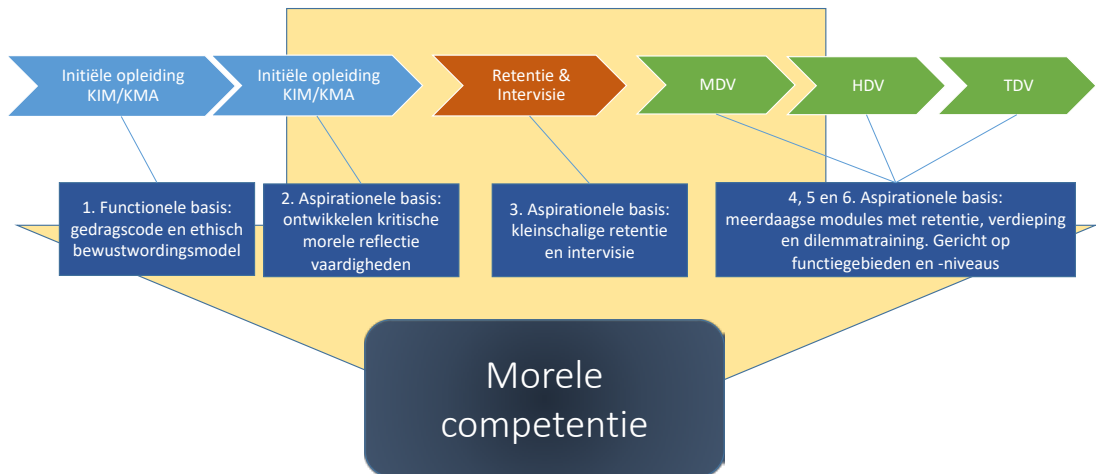 Initiële opleiding
KIM/KMA
Initiële opleiding
KIM/KMA
Retentie &
Intervisie
MDV
HDV
TDV
1. Functionele basis:
gedragscode en ethisch
bewustwordingsmodel
2. Aspirationele basis:
ontwikkelen kritische
morele reflectie
vaardigheden
3. Aspirationele basis:
kleinschalige retentie
en intervisie
4, 5 en 6. Aspirationele basis:
meerdaagse modules met retentie, verdieping
en dilemmatraining. Gericht op
functiegebieden en -niveaus
Morele
competentie